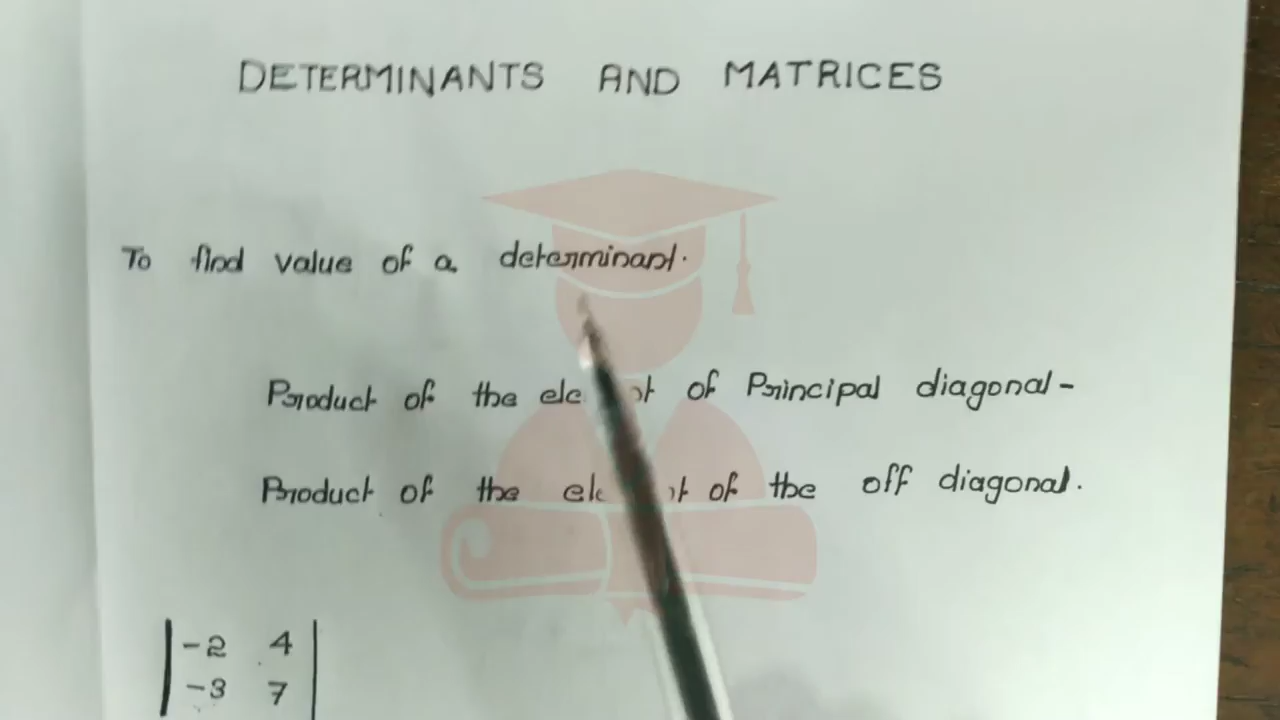 DETERMINANTS AND MATRICES
To find value of a determinant.
Product of the of Principal diagonal -
Product of the of the off diagonal.
-2 4
-3 7